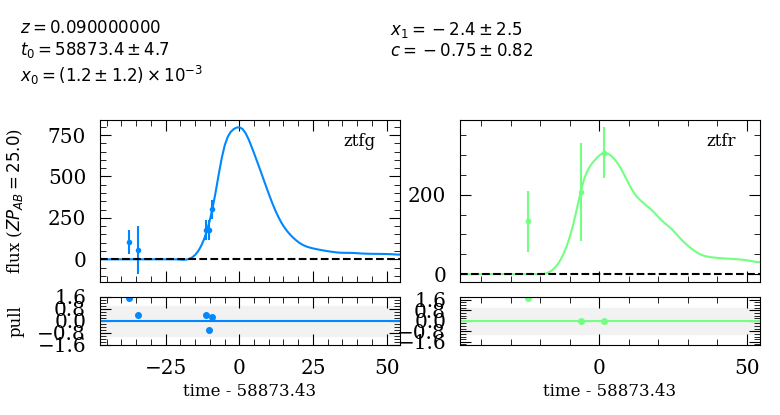 z = 0.090000000
t₀ = 58873.4 ± 4.7
x₀ = (1.2 ± 1.2) × 10⁻³
x₁ = −2.4 ± 2.5
c = −0.75 ± 0.82
flux (ZP_AB = 25.0)
750
500
250
0
ztfg
200
0
ztfr
pull
1.6
0.8
0.0
−0.8
−1.6
1.6
0.8
0.0
−0.8
−1.6
−25 0 25 50
0 50
time - 58873.43
time - 58873.43